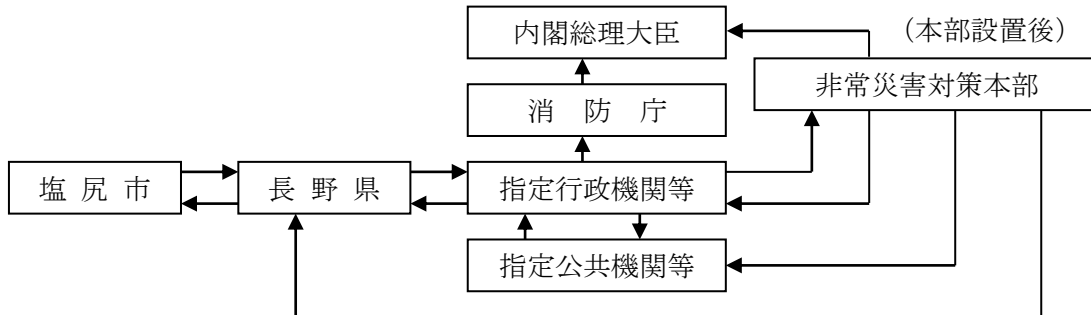 内閣総理大臣
（本部設置後）
非常災害対策本部
消　防　庁
塩 尻 市
長 野 県
指定行政機関等
指定公共機関等